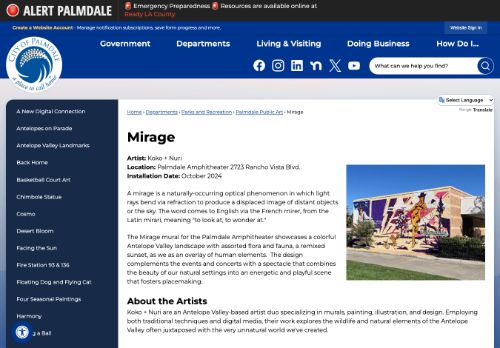 ALERT PALMDALE
🚨 Emergency Preparedness 🚨 Resources are available online at
Ready LA County.
Create a Website Account - Manage notification subscriptions, save form progress and more.
Website Sign In
CITY OF PALMDALE
a place to call home
Government
Departments
Living & Visiting
Doing Business
How Do I...
What can we help you find?
Select Language
Google Translate
A New Digital Connection
Antelopes on Parade
Antelope Valley Landmarks
Back Home
Basketball Court Art
Chimbole Statue
Cosmo
Desert Bloom
Facing the Sun
Fire Station 93 & 136
Floating Dog and Flying Cat
Four Seasonal Paintings
Harmony
g a Ball
Home › Departments › Parks and Recreation › Palmdale Public Art › Mirage
Mirage
Artist: Koko + Nuri
Location: Palmdale Amphitheater 2723 Rancho Vista Blvd.
Installation Date: October 2024
A mirage is a naturally-occurring optical phenomenon in which light
rays bend via refraction to produce a displaced image of distant objects
or the sky. The word comes to English via the French mirer, from the
Latin mirari, meaning "to look at, to wonder at."
The Mirage mural for the Palmdale Amphitheater showcases a colorful
Antelope Valley landscape with assorted flora and fauna, a remixed
sunset, as we as an overlay of human elements. The design
complements the events and concerts with a spectacle that combines
the beauty of our natural settings into an energetic and playful scene
that fosters placemaking.
About the Artists
Koko + Nuri are an Antelope Valley-based artist duo specializing in murals, painting, illustration, and design. Employing
both traditional techniques and digital media, their work explores the wildlife and natural elements of the Antelope
Valley often juxtaposed with the very unnatural world we've created.